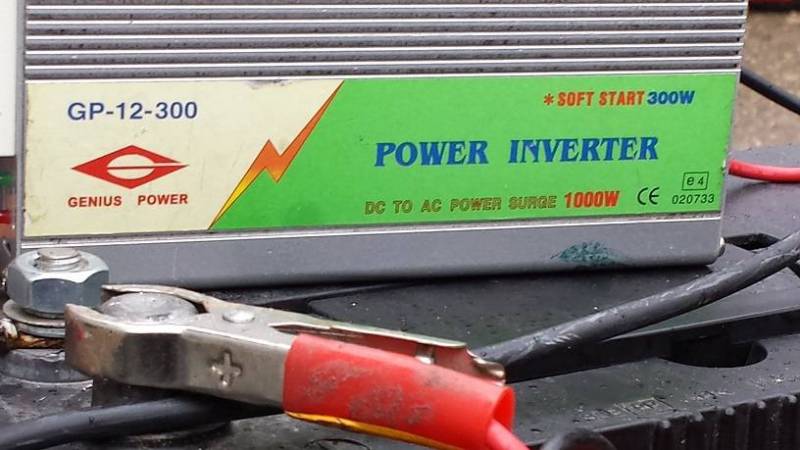 GP-12-300
GENIUS POWER
*SOFT START 300W
POWER INVERTER
DC TO AC POWER SURGE 1000W
CE
e4
020733
+